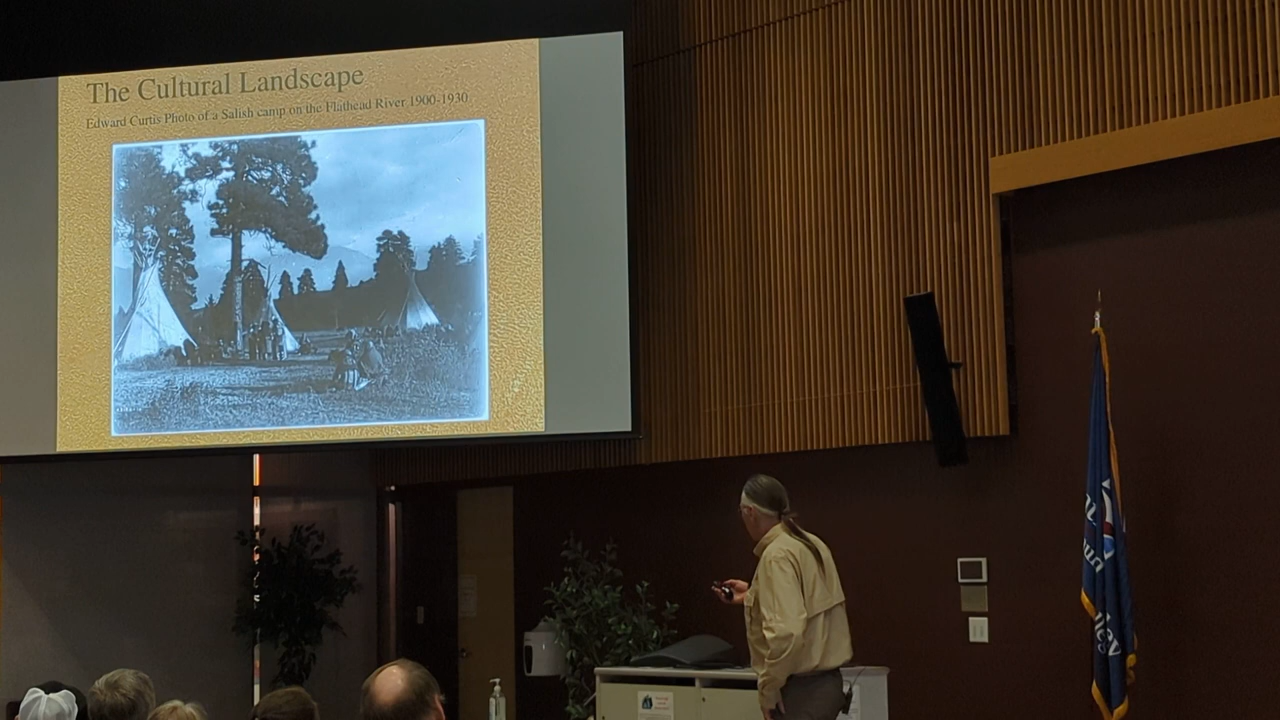 The Cultural Landscape
Edward Curtis Photo of a Salish camp on the Flathead River 1900-1930